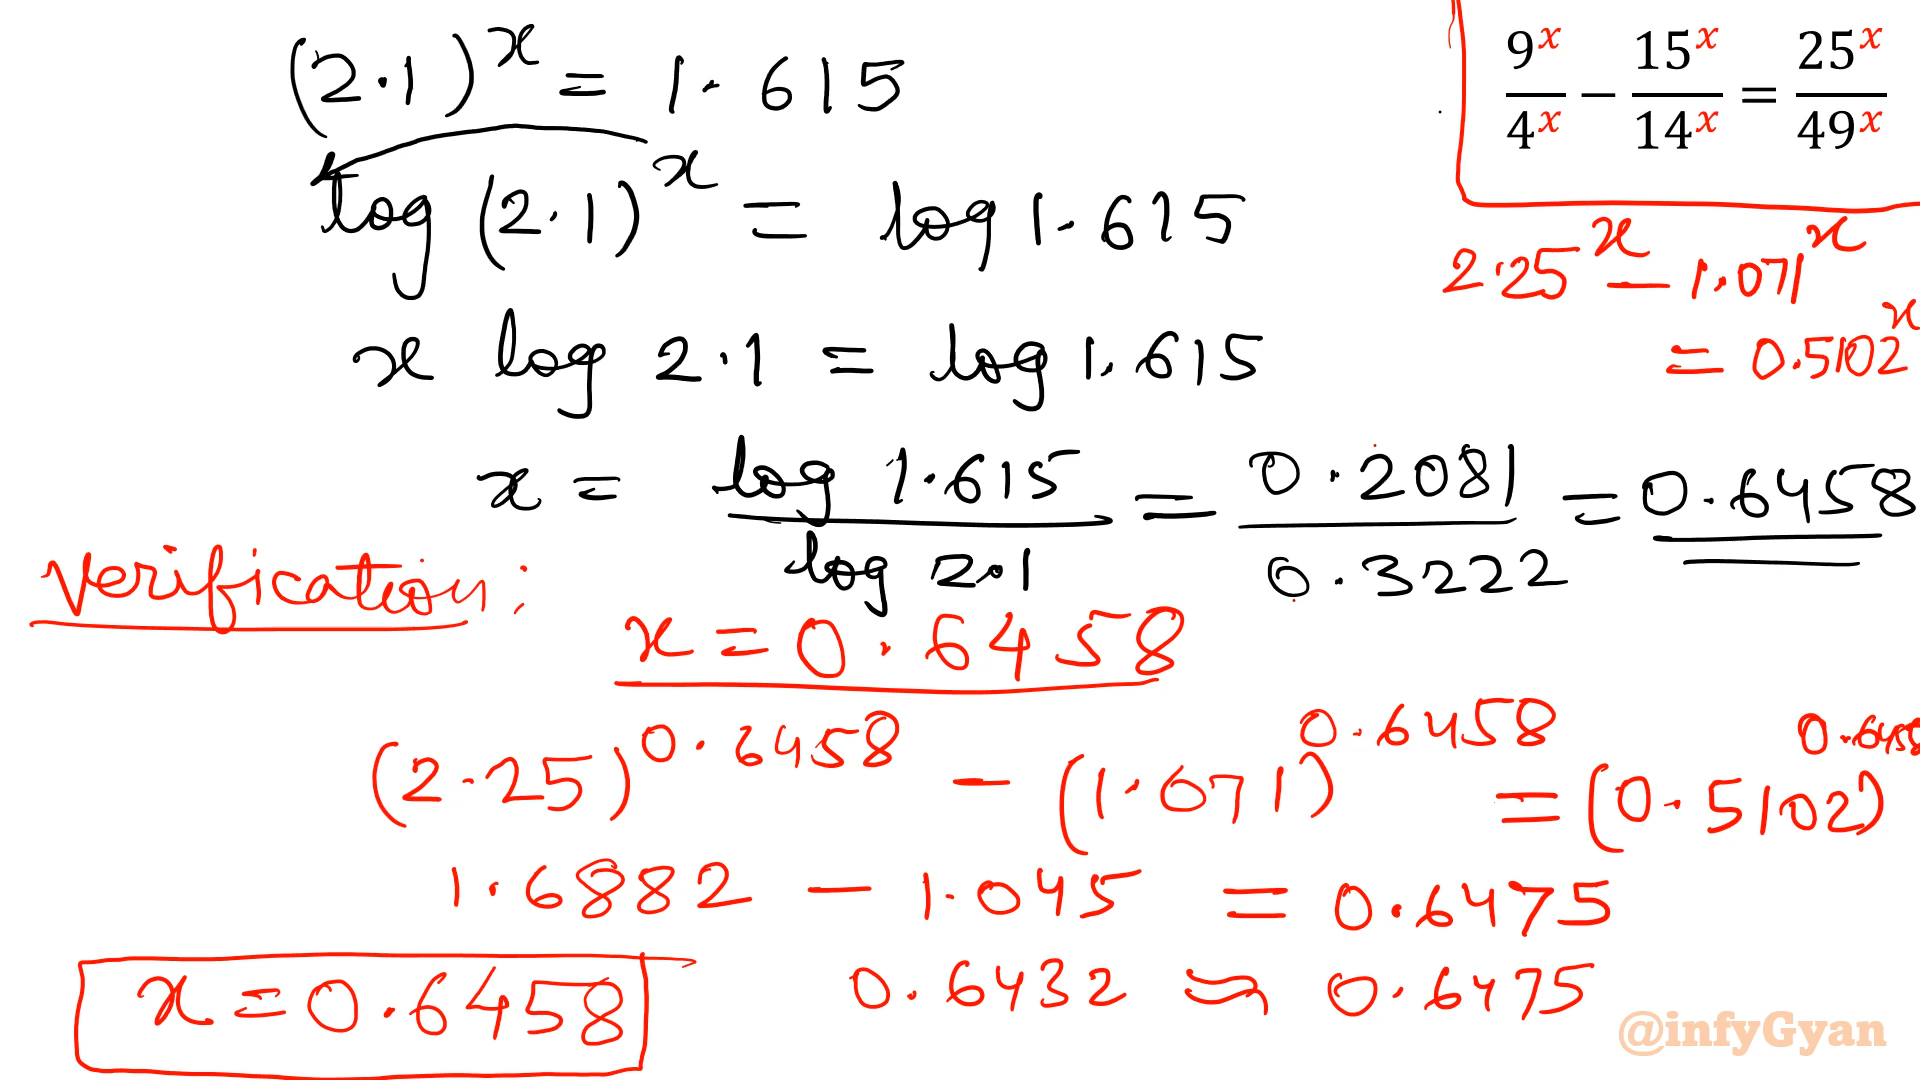 (2.1)^x = 1.615
9^x/4^x − 15^x/14^x = 25^x/49^x
log (2.1)^x = log 1.615
2.25^x − 1.071^x
= 0.5102^x
x log 2.1 = log 1.615
x = log 1.615/log 2.1 = 0.2081/0.3222 = 0.6458
Verification:
x = 0.6458
(2.25)^0.6458 − (1.071)^0.6458 = (0.5102)^0.6458
1.6882 − 1.045 = 0.6475
0.6432 ≈ 0.6475
x = 0.6458
@infyGyan